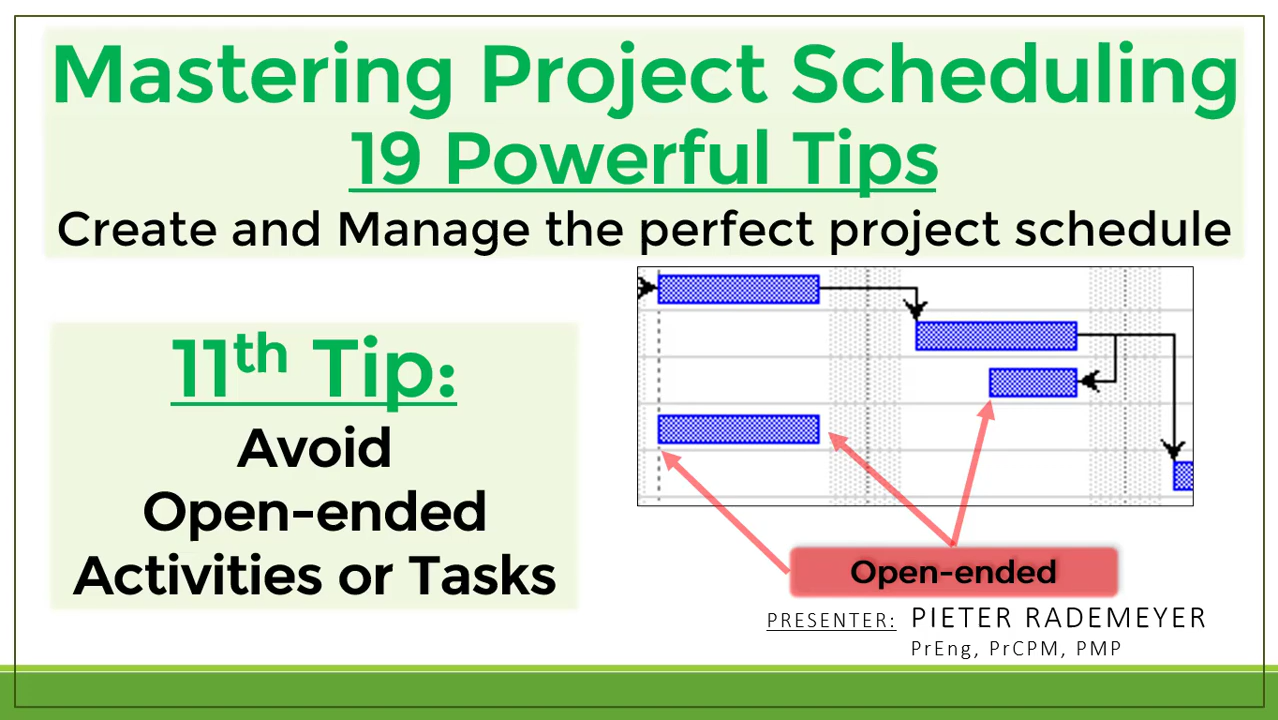 Mastering Project Scheduling
19 Powerful Tips
Create and Manage the perfect project schedule
11th Tip:
Avoid
Open-ended
Activities or Tasks
Open-ended
PRESENTER: PIETER RADEMEYER
PrEng, PrCPM, PMP